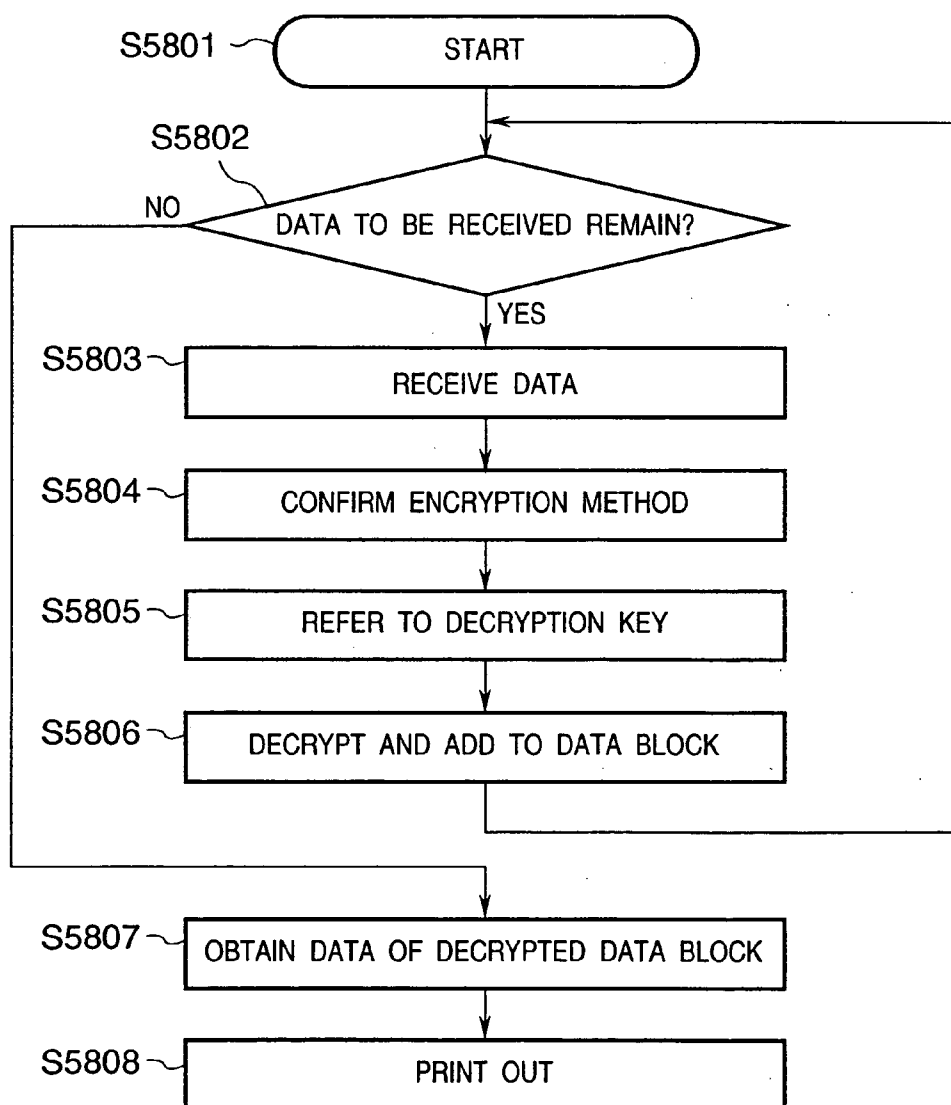 S5801
START
S5802
NO
DATA TO BE RECEIVED REMAIN?
YES
S5803
RECEIVE DATA
S5804
CONFIRM ENCRYPTION METHOD
S5805
REFER TO DECRYPTION KEY
S5806
DECRYPT AND ADD TO DATA BLOCK
S5807
OBTAIN DATA OF DECRYPTED DATA BLOCK
S5808
PRINT OUT